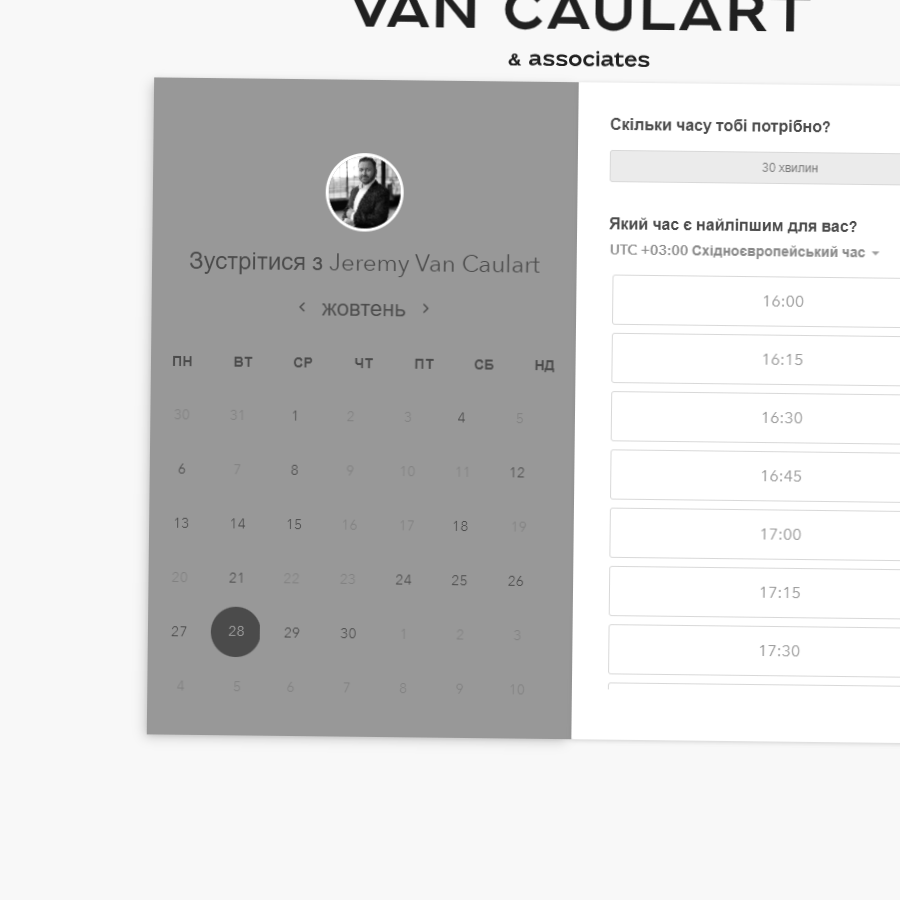 VAN CAULART
& associates
Зустрітися з Jeremy Van Caulart
жовтень
ПН ВТ СР ЧТ ПТ СБ НД
30 31 1 2 3 4 5
6 7 8 9 10 11 12
13 14 15 16 17 18 19
20 21 22 23 24 25 26
27 28 29 30 1 2 3
4 5 6 7 8 9 10
Скільки часу тобі потрібно?
30 хвилин
Який час є найліпшим для вас?
UTC +03:00 Східноєвропейський час
16:00
16:15
16:30
16:45
17:00
17:15
17:30